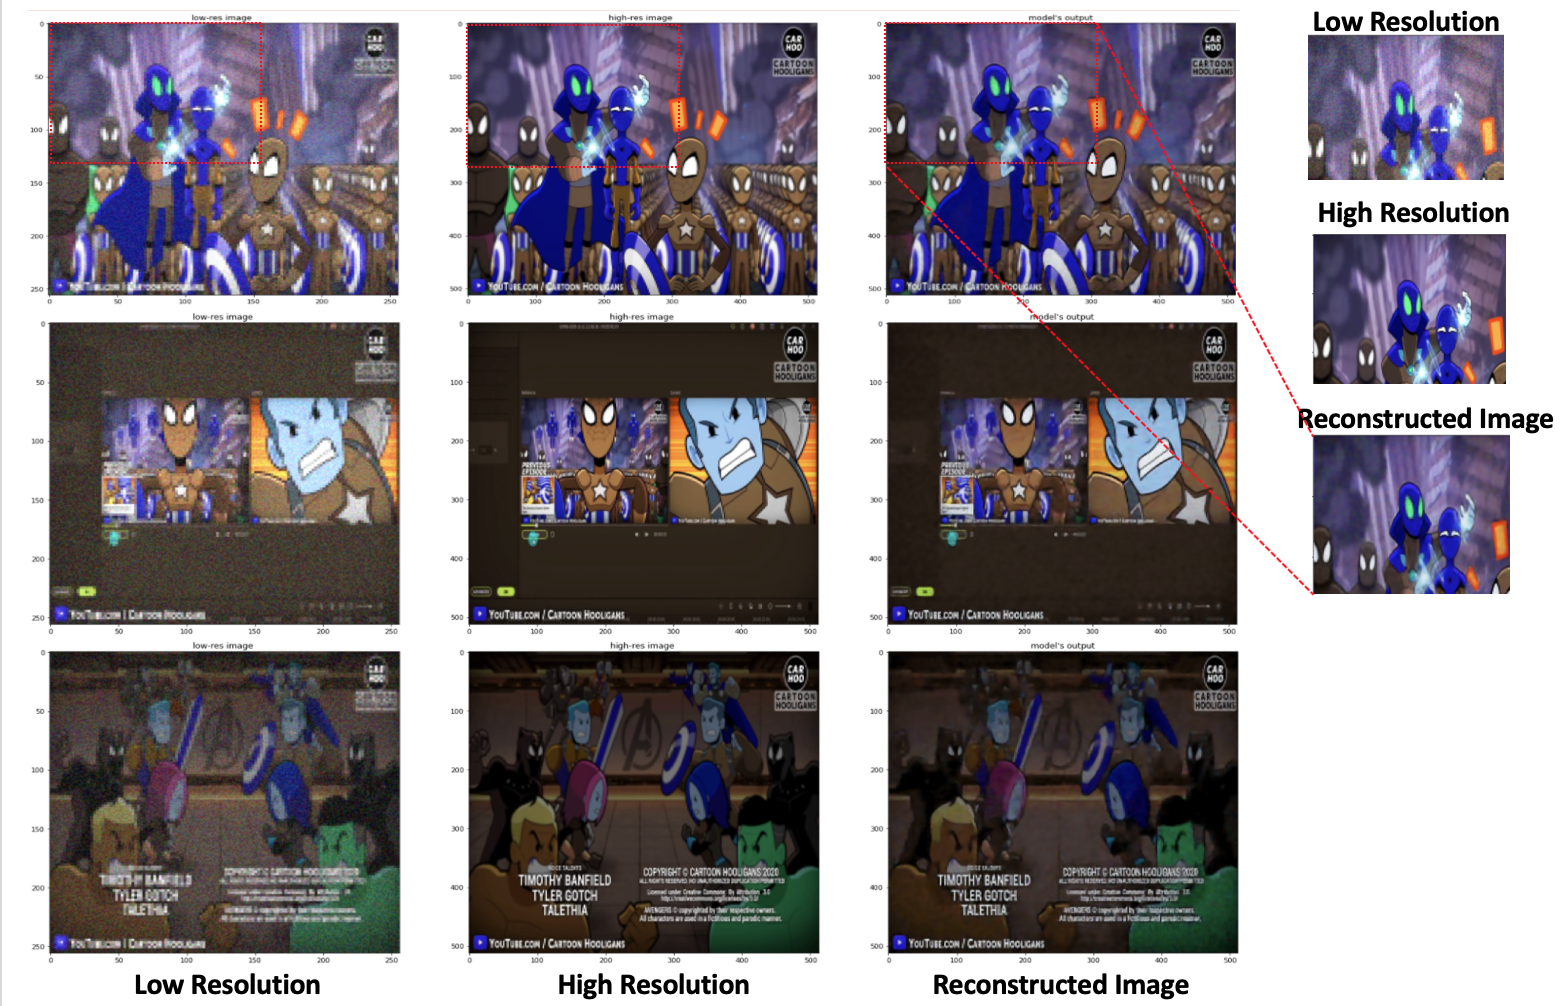 low-res image
high-res image
model's output
Low Resolution
0
50
100
150
200
250
0 50 100 150 200 250
CAR
HOO
CARTOON
YOUTUBE.COM / CARTOON HOOLIGANS
0
100
200
300
400
500
0 100 200 300 400 500
CAR
HOO
CARTOON
HOOLIGANS
YOUTUBE.COM / CARTOON HOOLIGANS
0
100
200
300
400
500
0 100 200 300 400 500
CAR
HOO
CARTOON
HOOLIGANS
YOUTUBE.COM / CARTOON HOOLIGANS
High Resolution
Reconstructed Image
low-res image
high-res image
model's output
0
50
100
150
200
250
0 50 100 150 200 250
CAR
HOO
YOUTUBE.COM / CARTOON HOOLIGANS
0
100
200
300
400
500
0 100 200 300 400 500
CAR
HOO
CARTOON
HOOLIGANS
PREVIOUS
EPISODE
YOUTUBE.COM / CARTOON HOOLIGANS
0
100
200
300
400
500
0 100 200 300 400 500
CAR
HOO
CARTOON
HOOLIGANS
YOUTUBE.COM / CARTOON HOOLIGANS
low-res image
high-res image
model's output
0
50
100
150
200
250
0 50 100 150 200 250
CAR
HOO
TIMOTHY BANFIELD
TYLER GOTCH
TALETHIA
YOUTUBE.COM / CARTOON HOOLIGANS
0
100
200
300
400
500
0 100 200 300 400 500
CAR
HOO
CARTOON
HOOLIGANS
VOICE TALENTS
TIMOTHY BANFIELD
TYLER GOTCH
TALETHIA
COPYRIGHT © CARTOON HOOLIGANS 2020
ALL RIGHTS RESERVED. NO UNAUTHORIZED DUPLICATION PERMITTED
Licensed under Creative Commons: By Attribution 3.0
http://creativecommons.org/licenses/by/3.0/
AVENGERS © copyrighted by their respective owners.
All characters are used in a fictitious and parodic manner.
YOUTUBE.COM / CARTOON HOOLIGANS
0
100
200
300
400
500
0 100 200 300 400 500
CAR
HOO
CARTOON
HOOLIGANS
TIMOTHY BANFIELD
TYLER GOTCH
TALETHIA
COPYRIGHT © CARTOON HOOLIGANS 2020
AVENGERS © copyrighted by their respective owners.
All characters are used in a fictitious and parodic manner.
YOUTUBE.COM / CARTOON HOOLIGANS
Low Resolution
High Resolution
Reconstructed Image